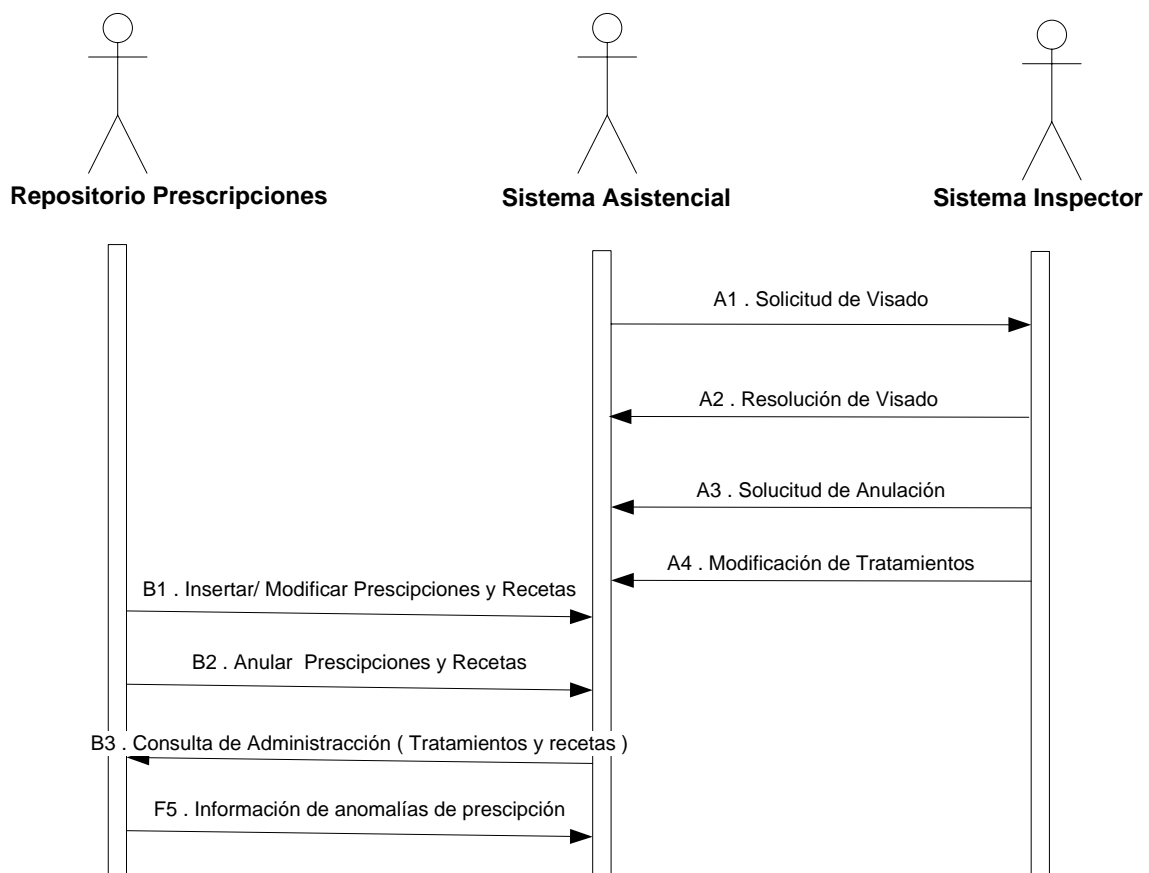 Repositorio Prescripciones
Sistema Asistencial
Sistema Inspector
A1 . Solicitud de Visado
A2 . Resolución de Visado
A3 . Solucitud de Anulación
A4 . Modificación de Tratamientos
B1 . Insertar/ Modificar Prescipciones y Recetas
B2 . Anular Prescipciones y Recetas
B3 . Consulta de Administracción ( Tratamientos y recetas )
F5 . Información de anomalías de prescipción